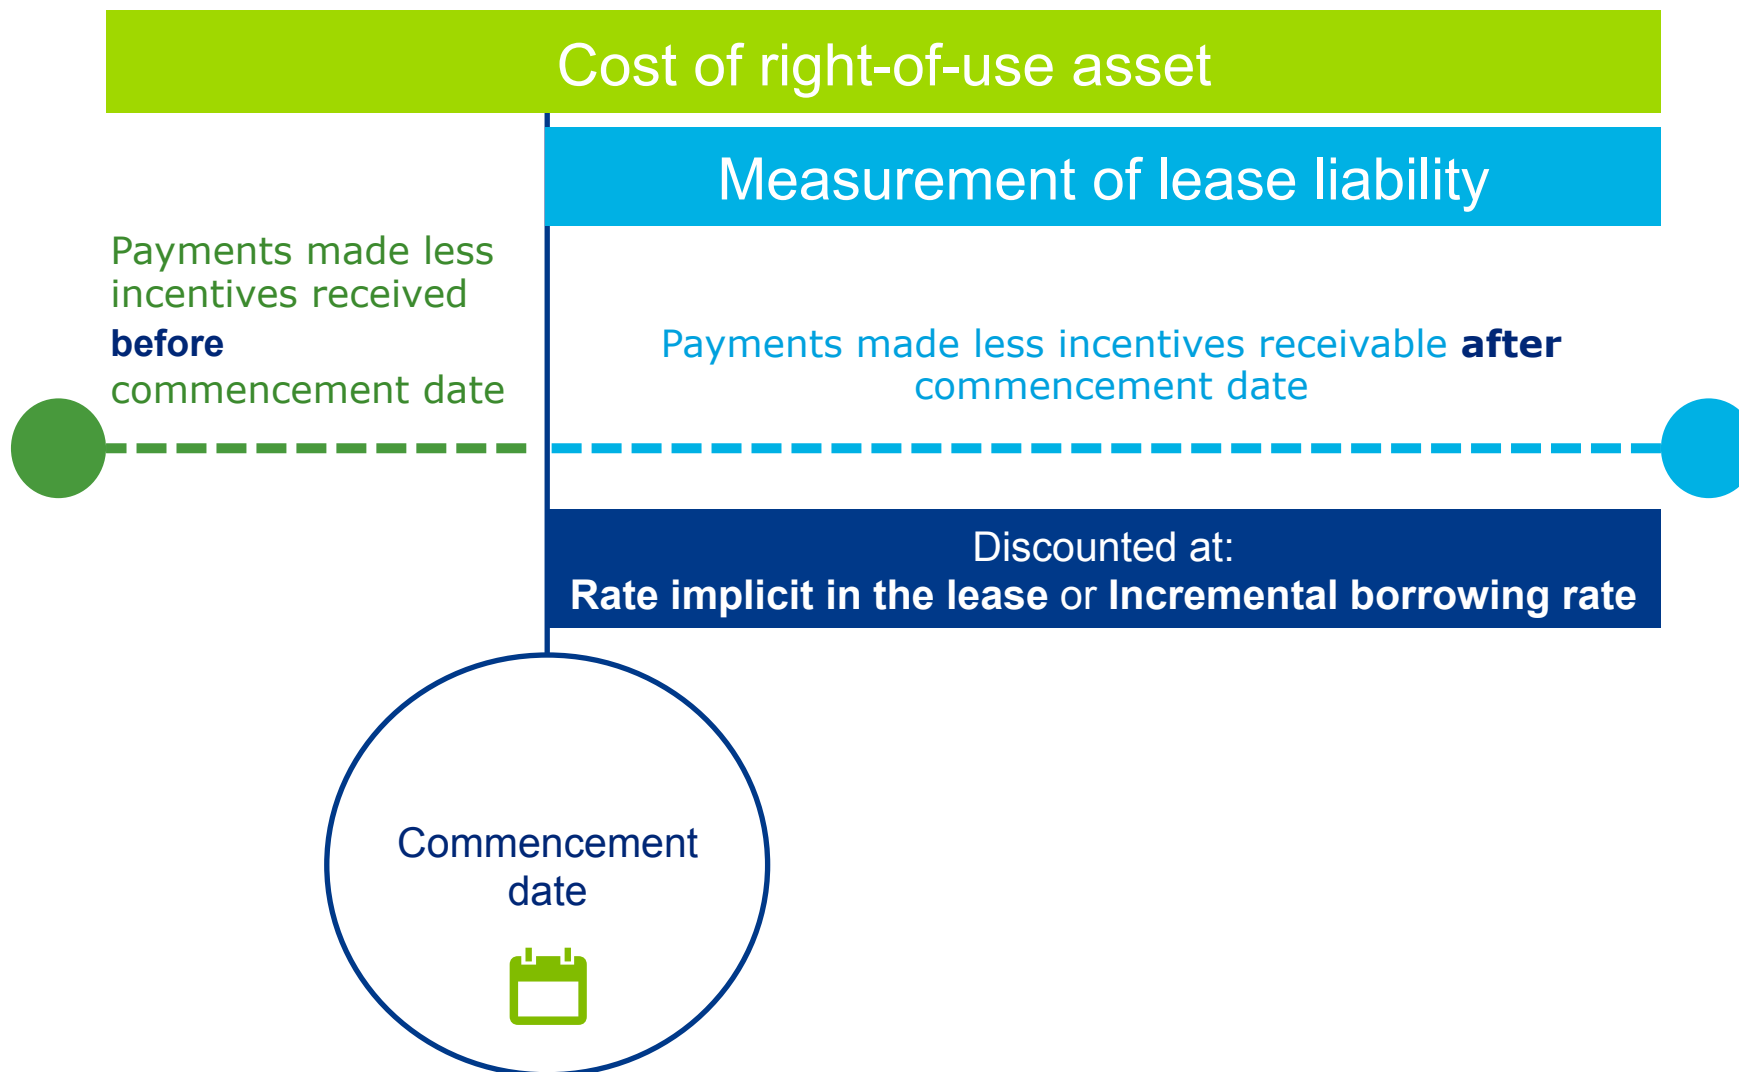 Cost of right-of-use asset
Measurement of lease liability
Payments made less
incentives received
before
commencement date
Payments made less incentives receivable after
commencement date
Discounted at:
Rate implicit in the lease or Incremental borrowing rate
Commencement
date